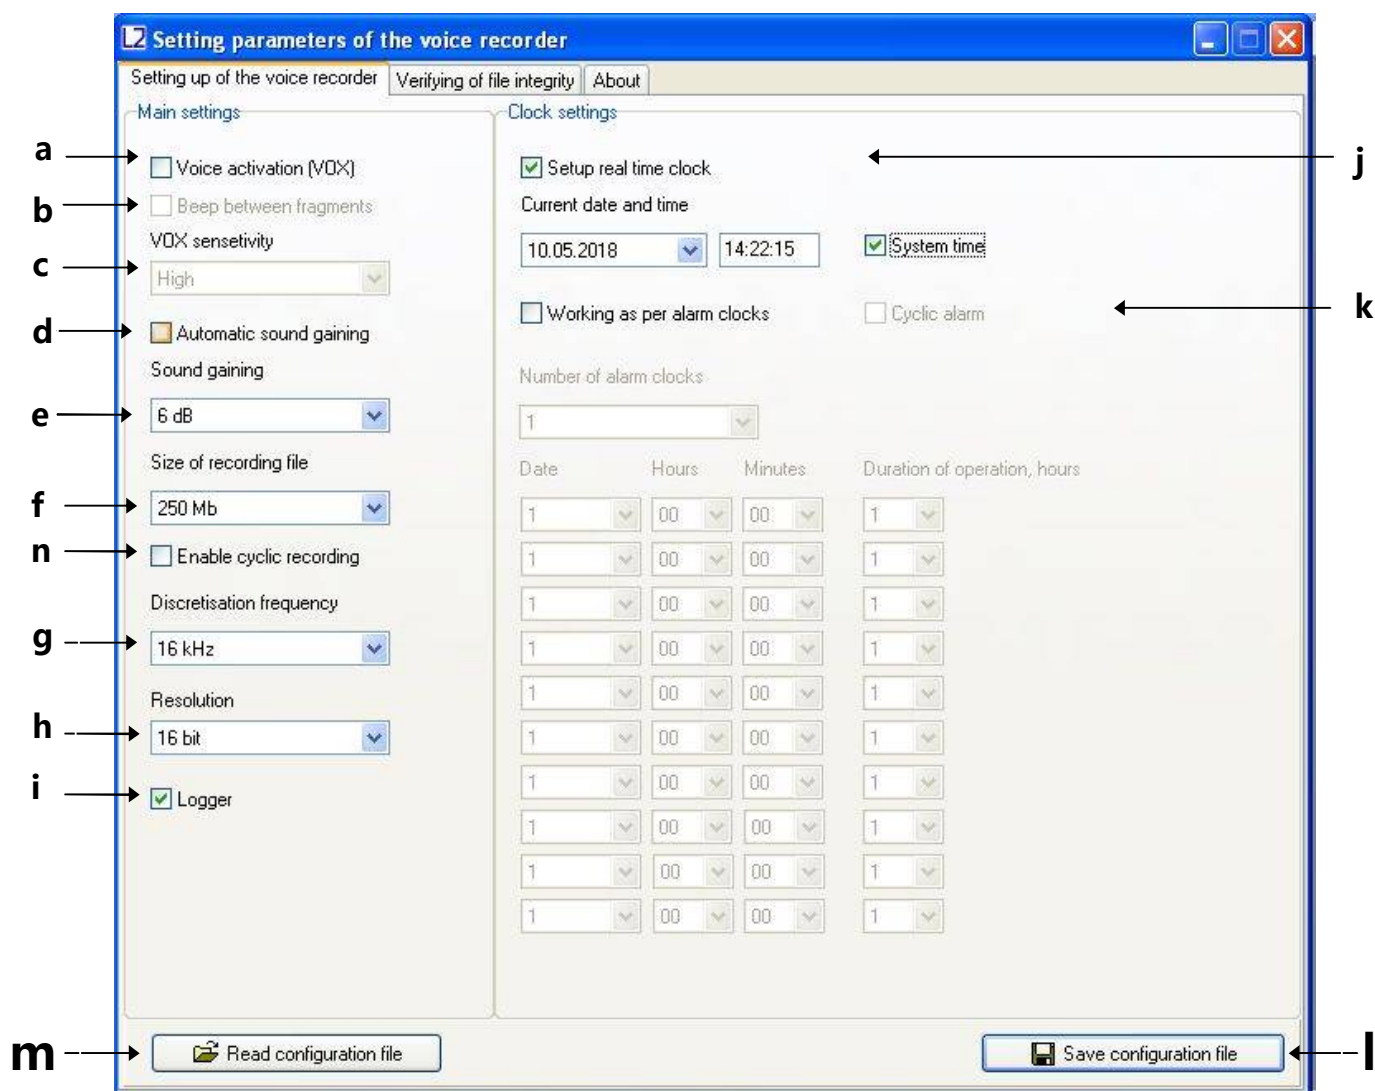 L2 Setting parameters of the voice recorder
Setting up of the voice recorder Verifying of file integrity About
Main settings
a Voice activation (VOX)
b Beep between fragments
VOX sensetivity
c High
d Automatic sound gaining
Sound gaining
e 6 dB
Size of recording file
f 250 Mb
n Enable cyclic recording
Discretisation frequency
g 16 kHz
Resolution
h 16 bit
i Logger
Clock settings
Setup real time clock j
Current date and time
10.05.2018 14:22:15 System time
Working as per alarm clocks Cyclic alarm k
Number of alarm clocks
1
Date Hours Minutes Duration of operation, hours
1 00 00 1
1 00 00 1
1 00 00 1
1 00 00 1
1 00 00 1
1 00 00 1
1 00 00 1
1 00 00 1
1 00 00 1
1 00 00 1
m Read configuration file Save configuration file l